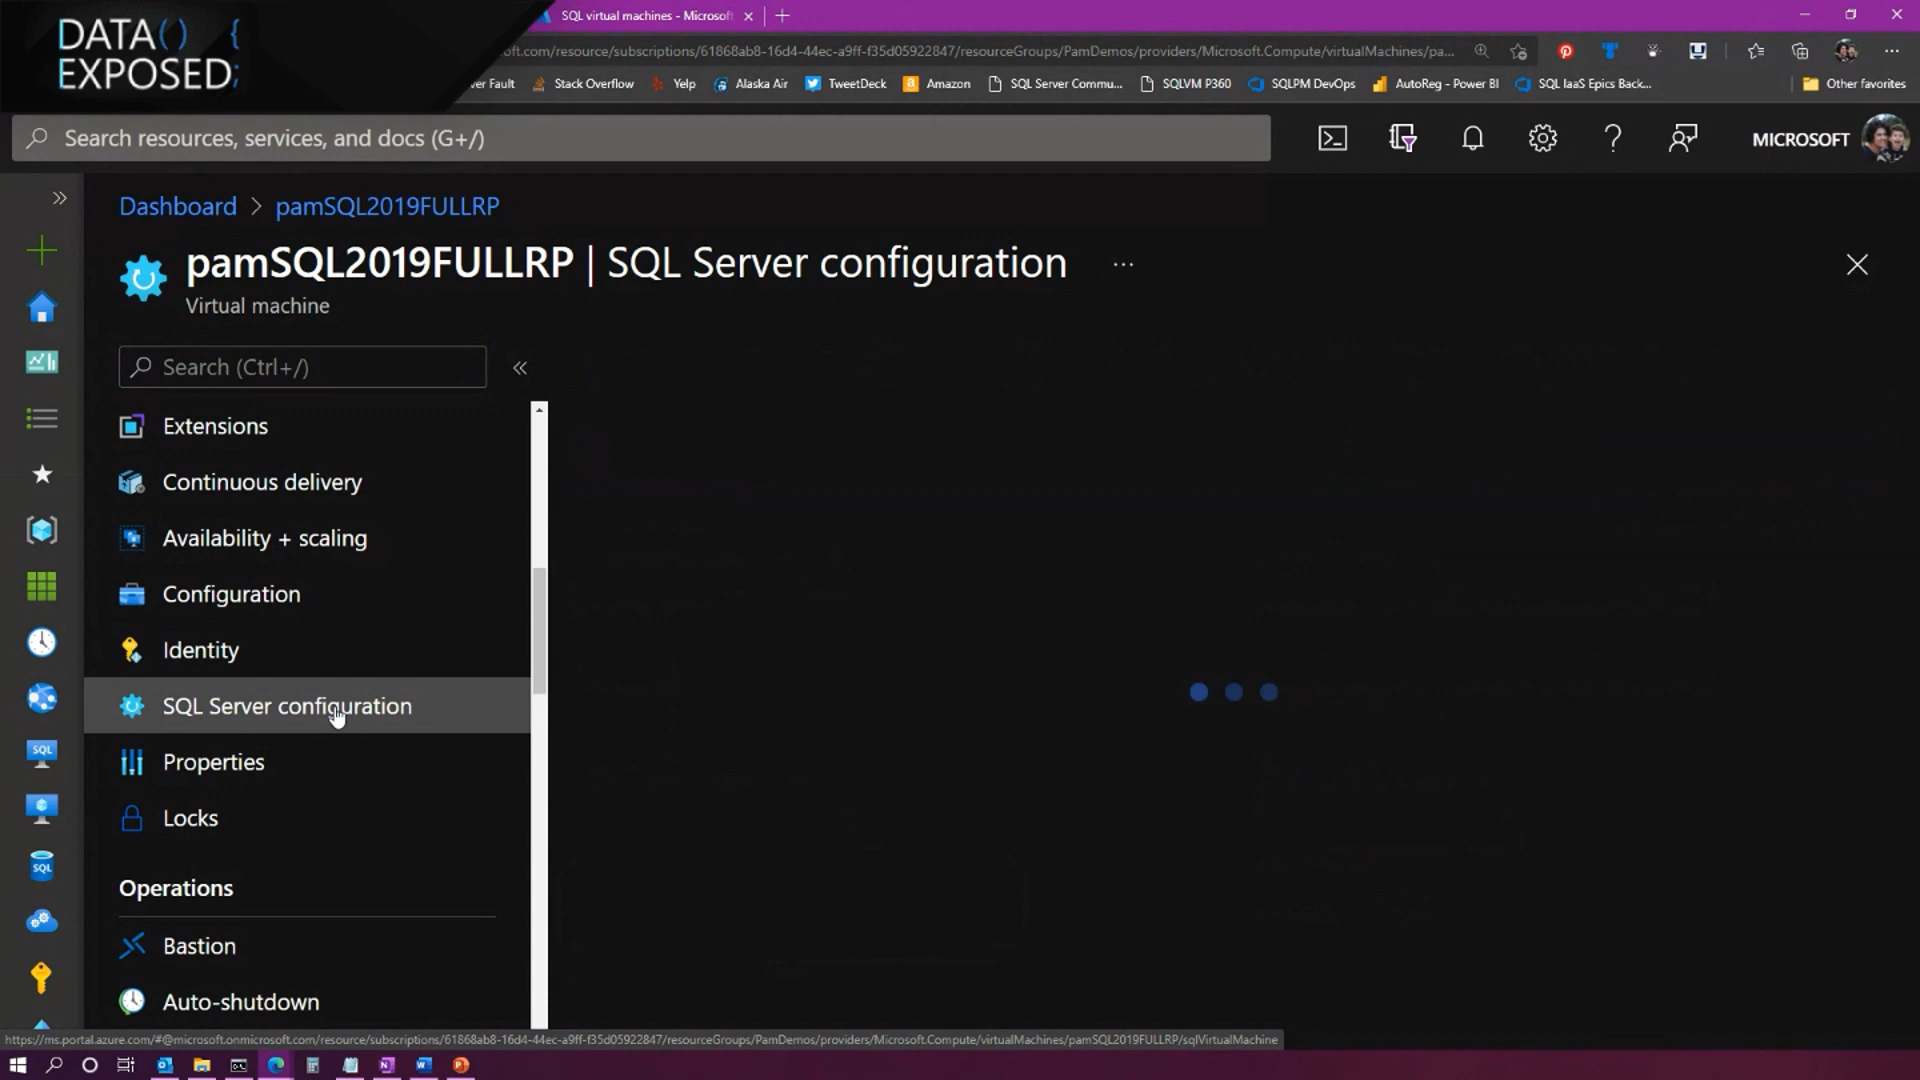 DATA() {
EXPOSED;
SQL virtual machines - Microsoft
oft.com/resource/subscriptions/61868ab8-16d4-44ec-a9ff-f35d05922847/resourceGroups/PamDemos/providers/Microsoft.Compute/virtualMachines/pa...
ver Fault
Stack Overflow
Yelp
Alaska Air
TweetDeck
Amazon
SQL Server Commu...
SQLVM P360
SQLPM DevOps
AutoReg - Power BI
SQL IaaS Epics Back...
Other favorites
Search resources, services, and docs (G+/)
MICROSOFT
Dashboard > pamSQL2019FULLRP
pamSQL2019FULLRP | SQL Server configuration ...
Virtual machine
Search (Ctrl+/)
«
Extensions
Continuous delivery
Availability + scaling
Configuration
Identity
SQL Server configuration
Properties
Locks
Operations
Bastion
Auto-shutdown
SQL
SQL
https://ms.portal.azure.com/#@microsoft.onmicrosoft.com/resource/subscriptions/61868ab8-16d4-44ec-a9ff-f35d05922847/resourceGroups/PamDemos/providers/Microsoft.Compute/virtualMachines/pamSQL2019FULLRP/sqlVirtualMachine